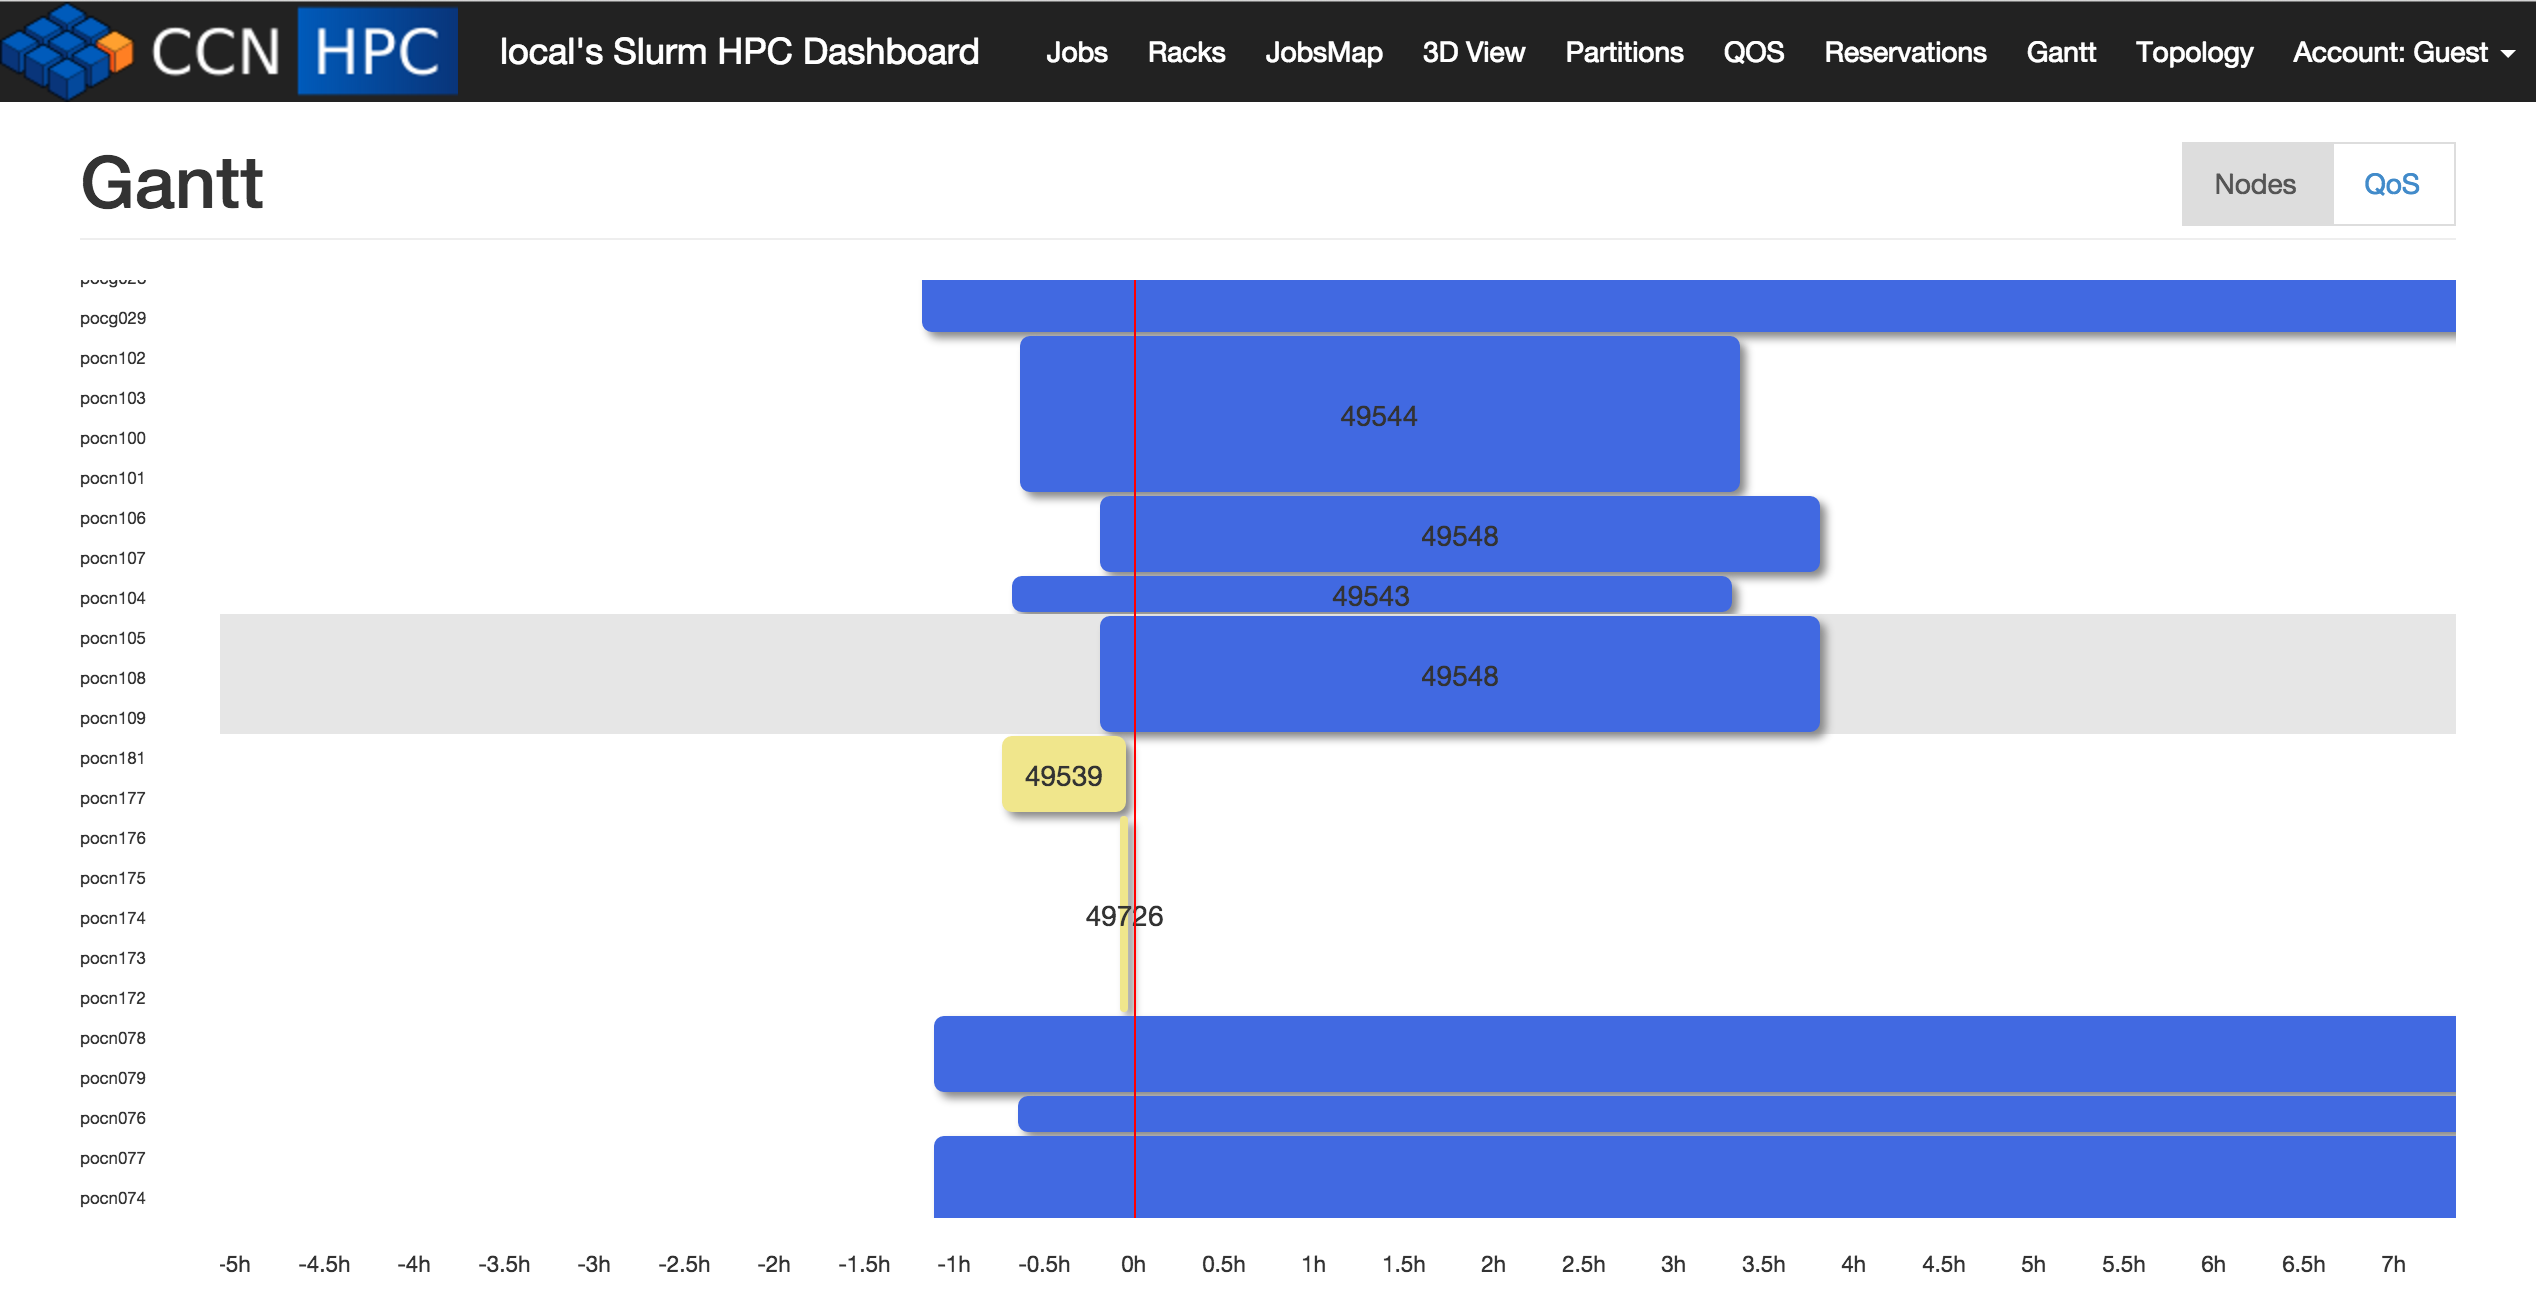 CCN HPC local's Slurm HPC Dashboard Jobs Racks JobsMap 3D View Partitions QOS Reservations Gantt Topology Account: Guest
Gantt
Nodes QoS
pocg029
pocn102
pocn103
49544
pocn100
pocn101
pocn106
49548
pocn107
pocn104 49543
pocn105
pocn108 49548
pocn109
pocn181
49539
pocn177
pocn176
pocn175
pocn174 49726
pocn173
pocn172
pocn078
pocn079
pocn076
pocn077
pocn074
-5h -4.5h -4h -3.5h -3h -2.5h -2h -1.5h -1h -0.5h 0h 0.5h 1h 1.5h 2h 2.5h 3h 3.5h 4h 4.5h 5h 5.5h 6h 6.5h 7h